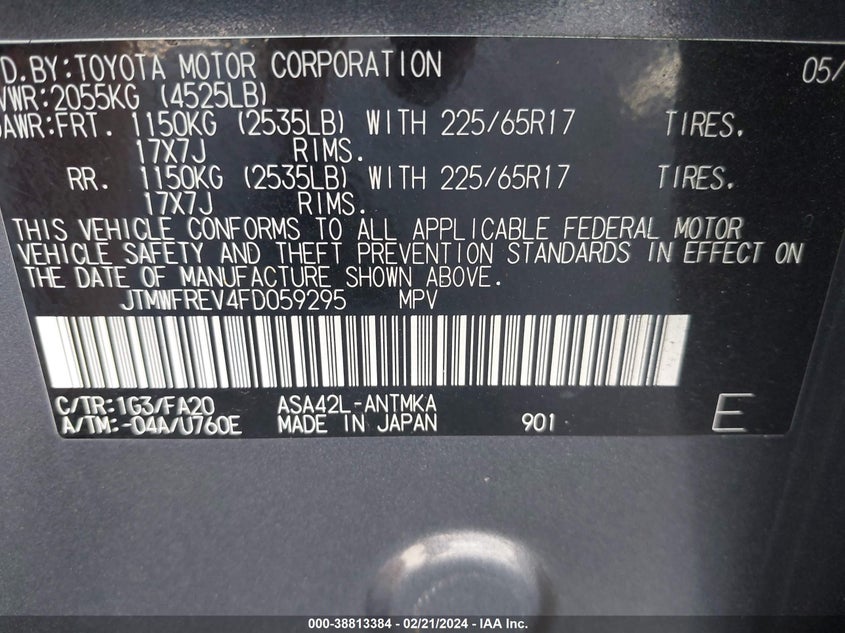 D.BY:TOYOTA MOTOR CORPORATION 05/
VWR:2055KG (4525LB)
AWR:FRT. 1150KG (2535LB) WITH 225/65R17 TIRES.
17X7J RIMS.
RR. 1150KG (2535LB) WITH 225/65R17 TIRES.
17X7J RIMS.
THIS VEHICLE CONFORMS TO ALL APPLICABLE FEDERAL MOTOR
VEHICLE SAFETY AND THEFT PREVENTION STANDARDS IN EFFECT ON
THE DATE OF MANUFACTURE SHOWN ABOVE.
JTMWFREV4FD059295 MPV
C/TR:1G3/FA20 ASA42L-ANTMKA
A/TM:-04A/U760E MADE IN JAPAN 901 E
000-38813384 - 02/21/2024 - IAA Inc.